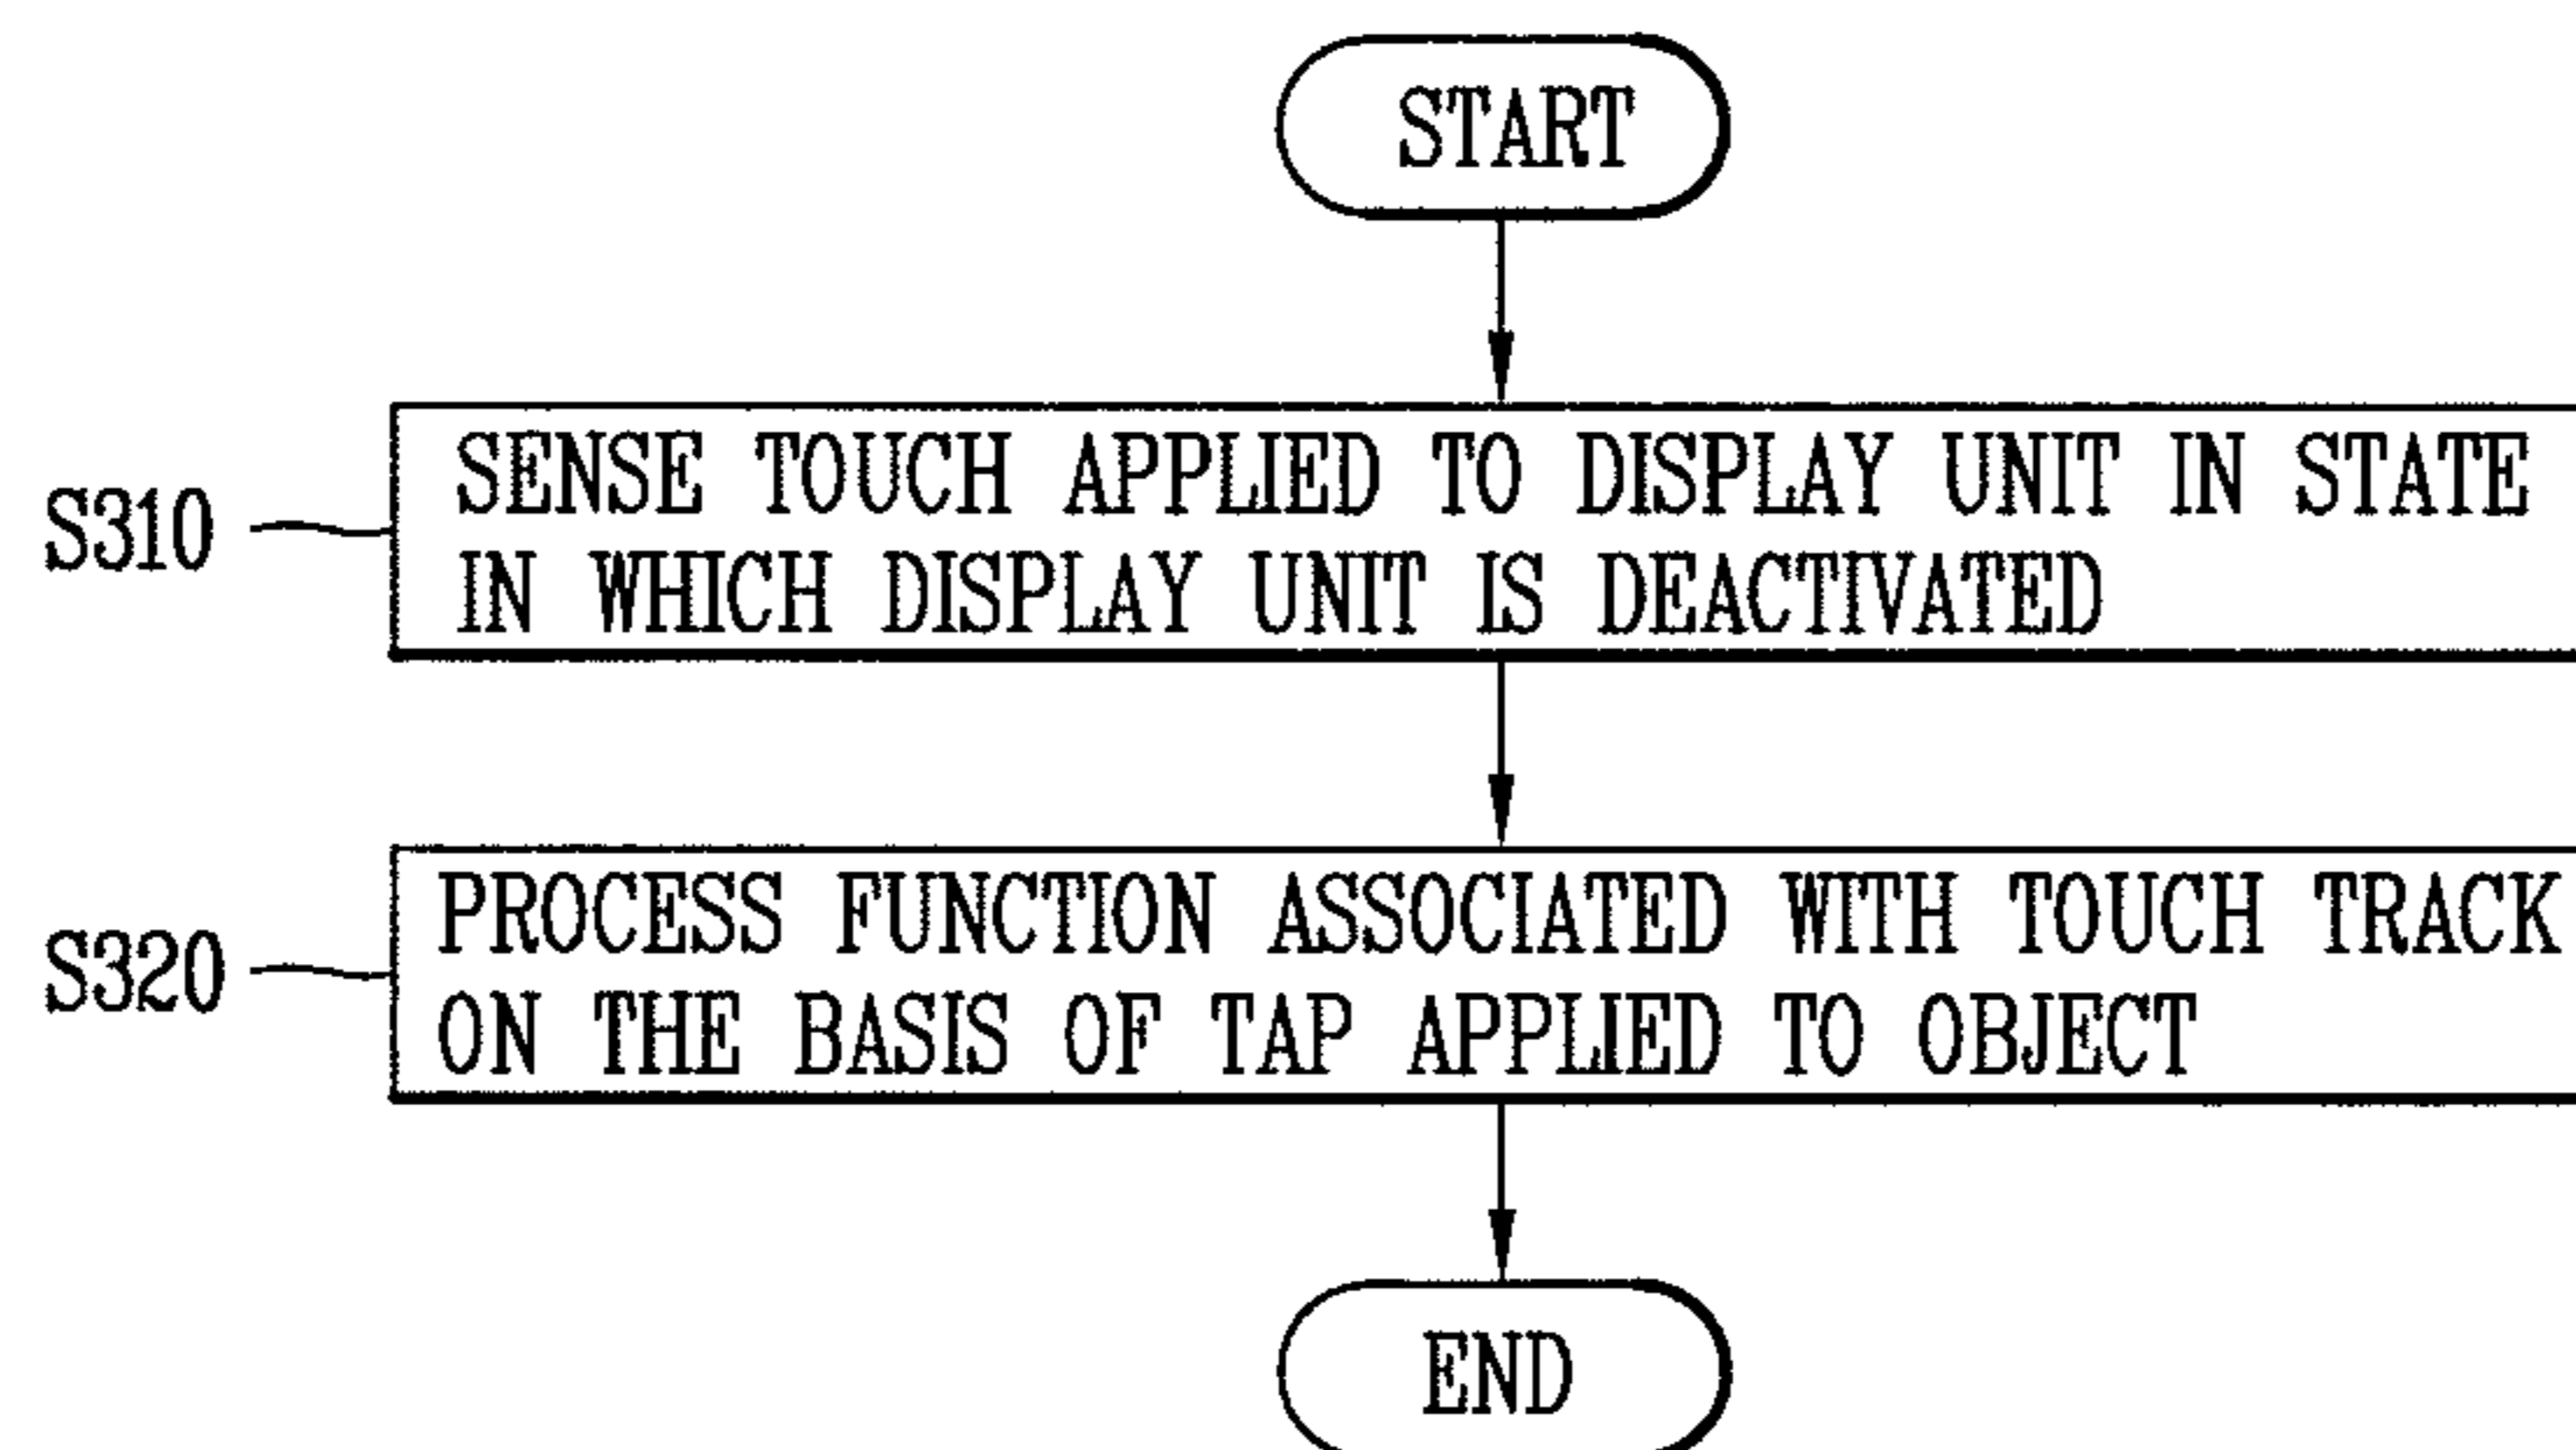 START
S310
SENSE TOUCH APPLIED TO DISPLAY UNIT IN STATE
IN WHICH DISPLAY UNIT IS DEACTIVATED
S320
PROCESS FUNCTION ASSOCIATED WITH TOUCH TRACK
ON THE BASIS OF TAP APPLIED TO OBJECT
END